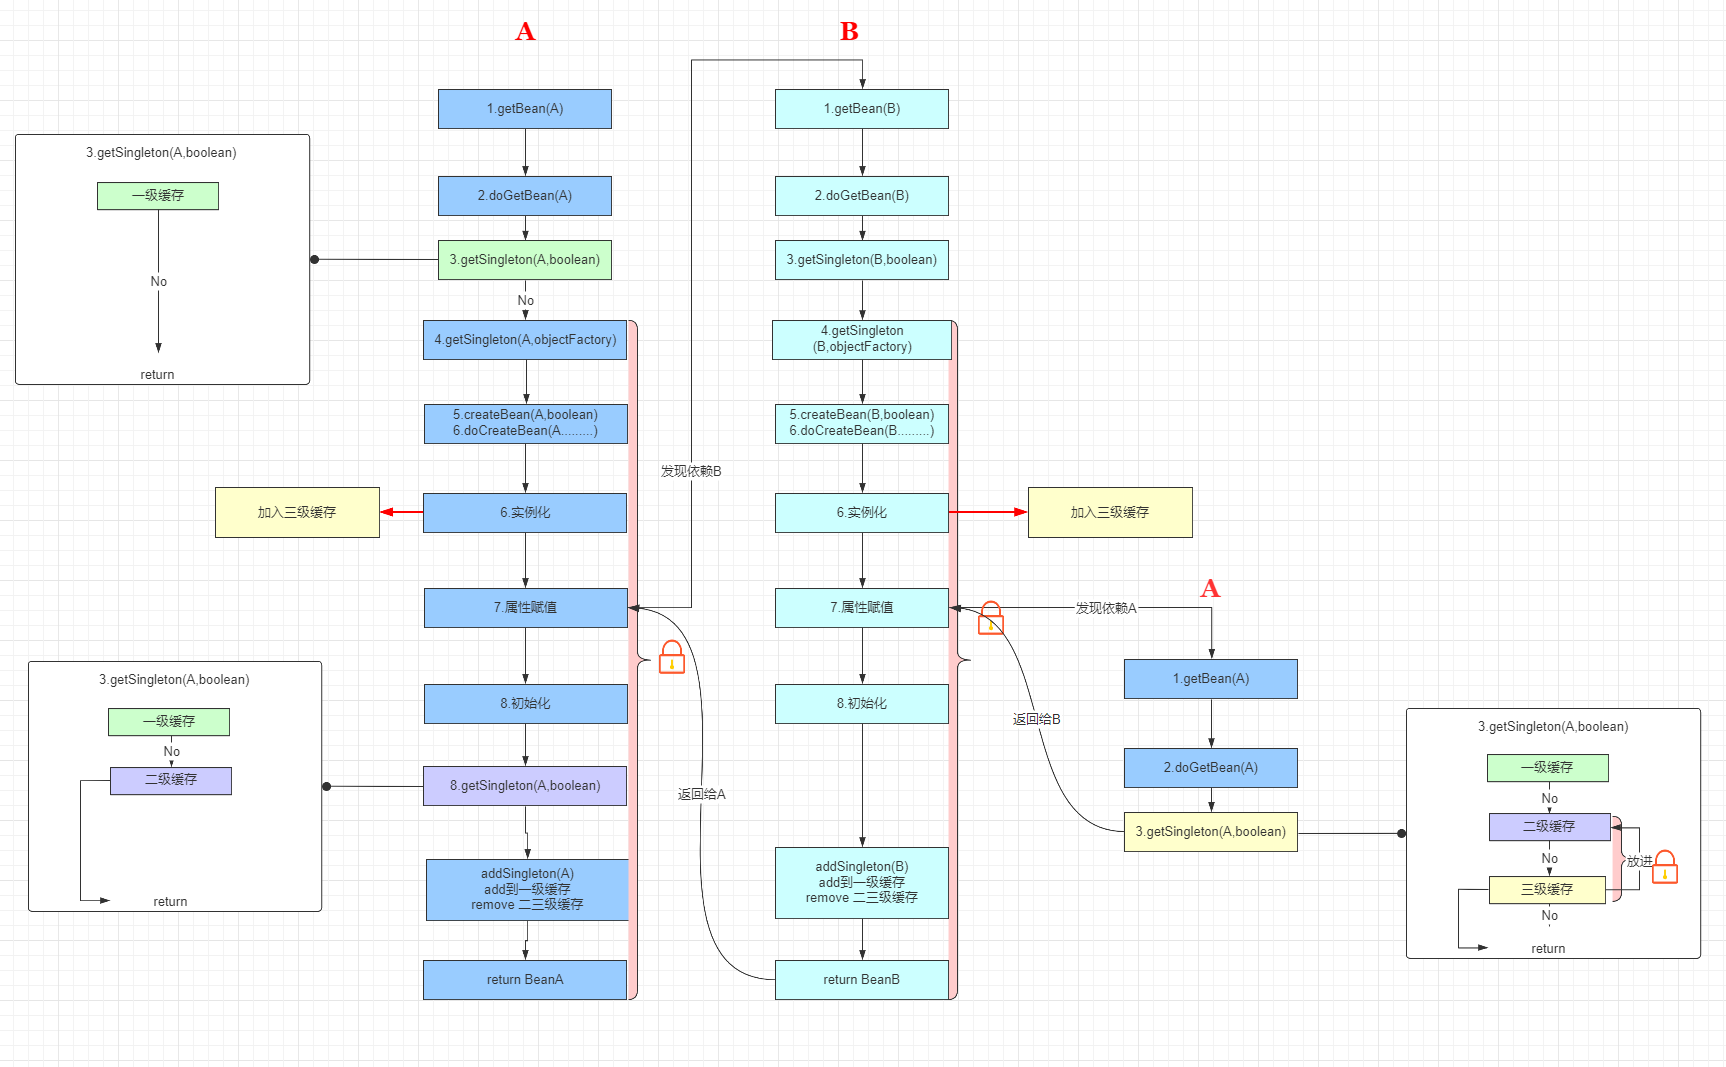 A
B
1.getBean(A)
2.doGetBean(A)
3.getSingleton(A,boolean)
No
4.getSingleton(A,objectFactory)
5.createBean(A,boolean)
6.doCreateBean(A.........)
6.实例化
加入三级缓存
7.属性赋值
8.初始化
8.getSingleton(A,boolean)
addSingleton(A)
add到一级缓存
remove 二三级缓存
return BeanA
3.getSingleton(A,boolean)
一级缓存
No
return
3.getSingleton(A,boolean)
一级缓存
No
二级缓存
return
发现依赖B
返回给A
1.getBean(B)
2.doGetBean(B)
3.getSingleton(B,boolean)
4.getSingleton
(B,objectFactory)
5.createBean(B,boolean)
6.doCreateBean(B.........)
6.实例化
加入三级缓存
7.属性赋值
8.初始化
addSingleton(B)
add到一级缓存
remove 二三级缓存
return BeanB
发现依赖A
返回给B
A
1.getBean(A)
2.doGetBean(A)
3.getSingleton(A,boolean)
3.getSingleton(A,boolean)
一级缓存
No
二级缓存
No
放进
三级缓存
No
return